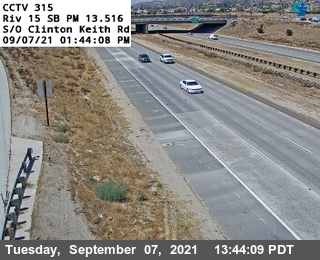 CCTV 315
Riv 15 SB PM 13.516
S/O Clinton Keith Rd
09/07/21 01:44:08 PM
Tuesday, September 07, 2021 13:44:09 PDT